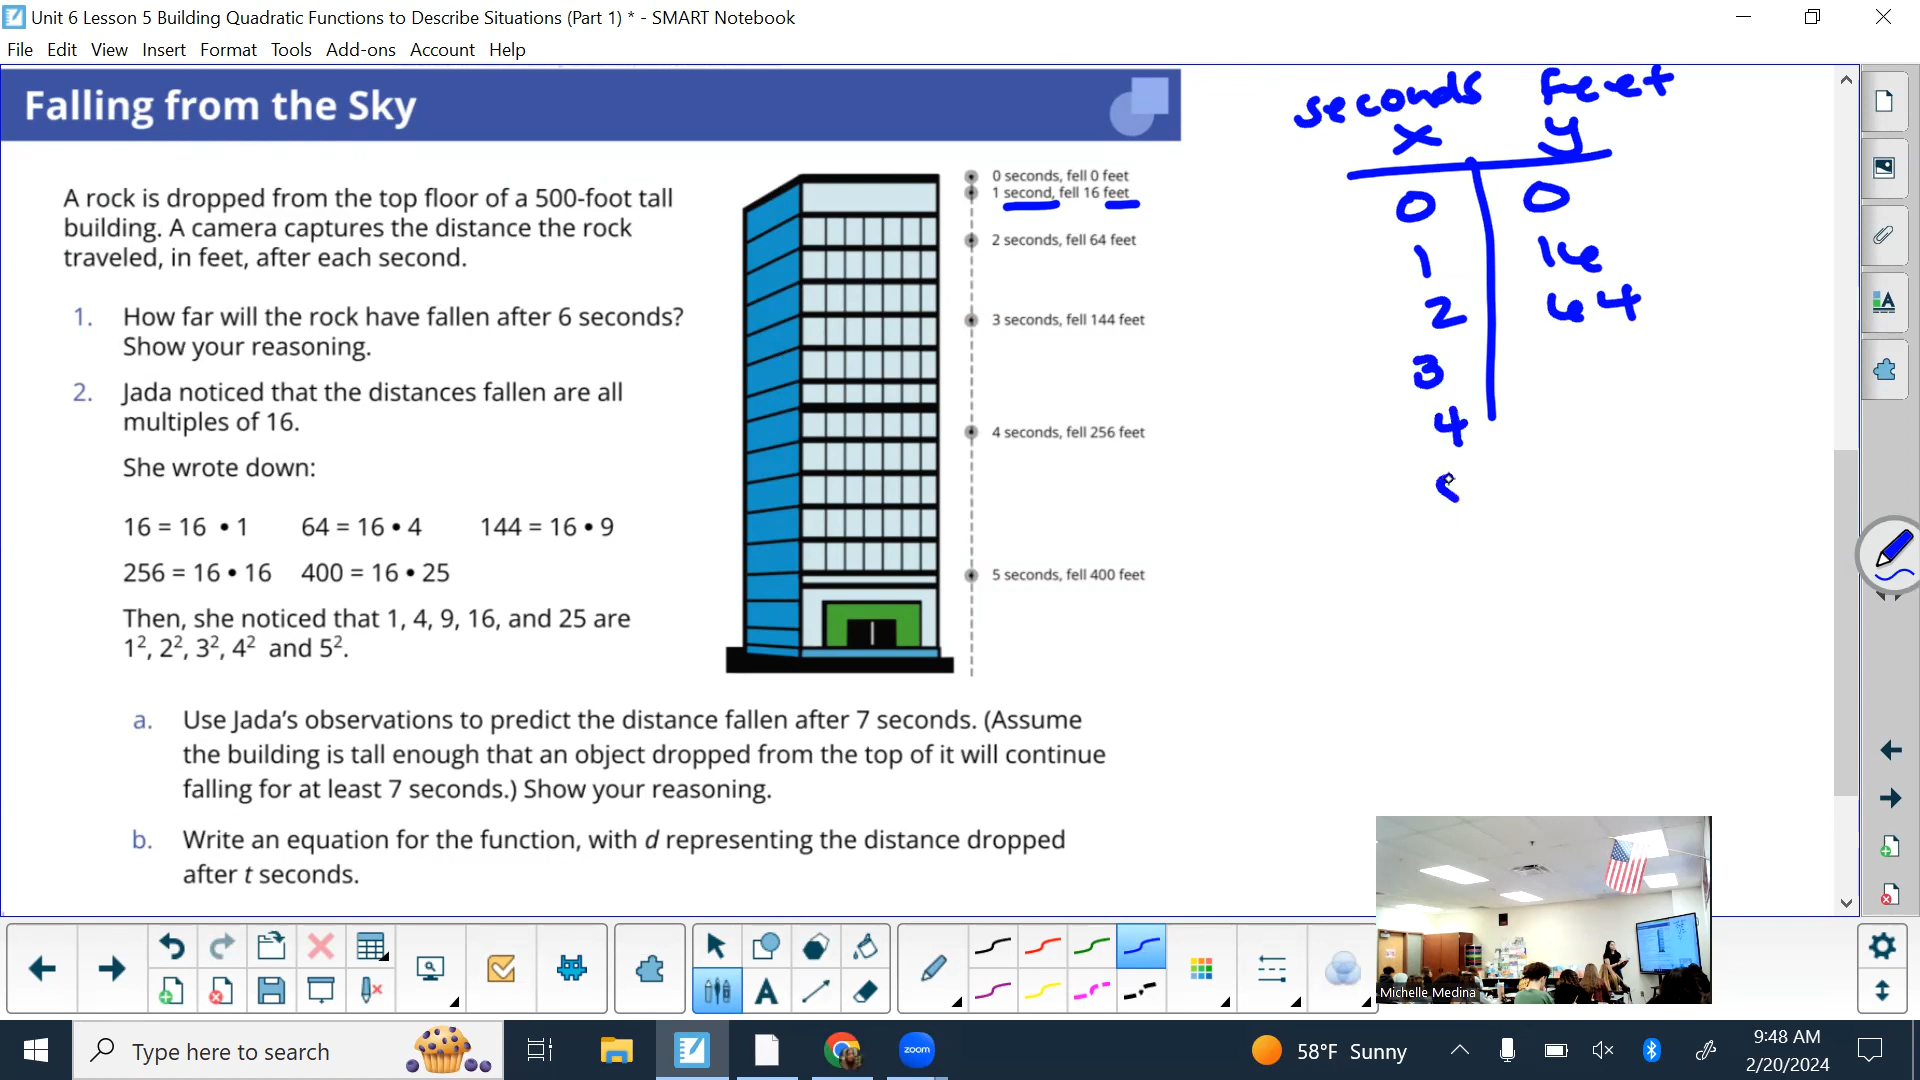 Unit 6 Lesson 5 Building Quadratic Functions to Describe Situations (Part 1) * - SMART Notebook
File Edit View Insert Format Tools Add-ons Account Help
Falling from the Sky
A rock is dropped from the top floor of a 500-foot tall
building. A camera captures the distance the rock
traveled, in feet, after each second.
1. How far will the rock have fallen after 6 seconds?
Show your reasoning.
2. Jada noticed that the distances fallen are all
multiples of 16.
She wrote down:
16 = 16 • 1 64 = 16 • 4 144 = 16 • 9
256 = 16 • 16 400 = 16 • 25
Then, she noticed that 1, 4, 9, 16, and 25 are
1², 2², 3², 4² and 5².
a. Use Jada's observations to predict the distance fallen after 7 seconds. (Assume
the building is tall enough that an object dropped from the top of it will continue
falling for at least 7 seconds.) Show your reasoning.
b. Write an equation for the function, with d representing the distance dropped
after t seconds.
0 seconds, fell 0 feet
1 second, fell 16 feet
2 seconds, fell 64 feet
3 seconds, fell 144 feet
4 seconds, fell 256 feet
5 seconds, fell 400 feet
seconds Feet
x y
0 0
1 16
2 64
3
4
Michelle Medina
Type here to search
zoom
58°F Sunny
9:48 AM
2/20/2024